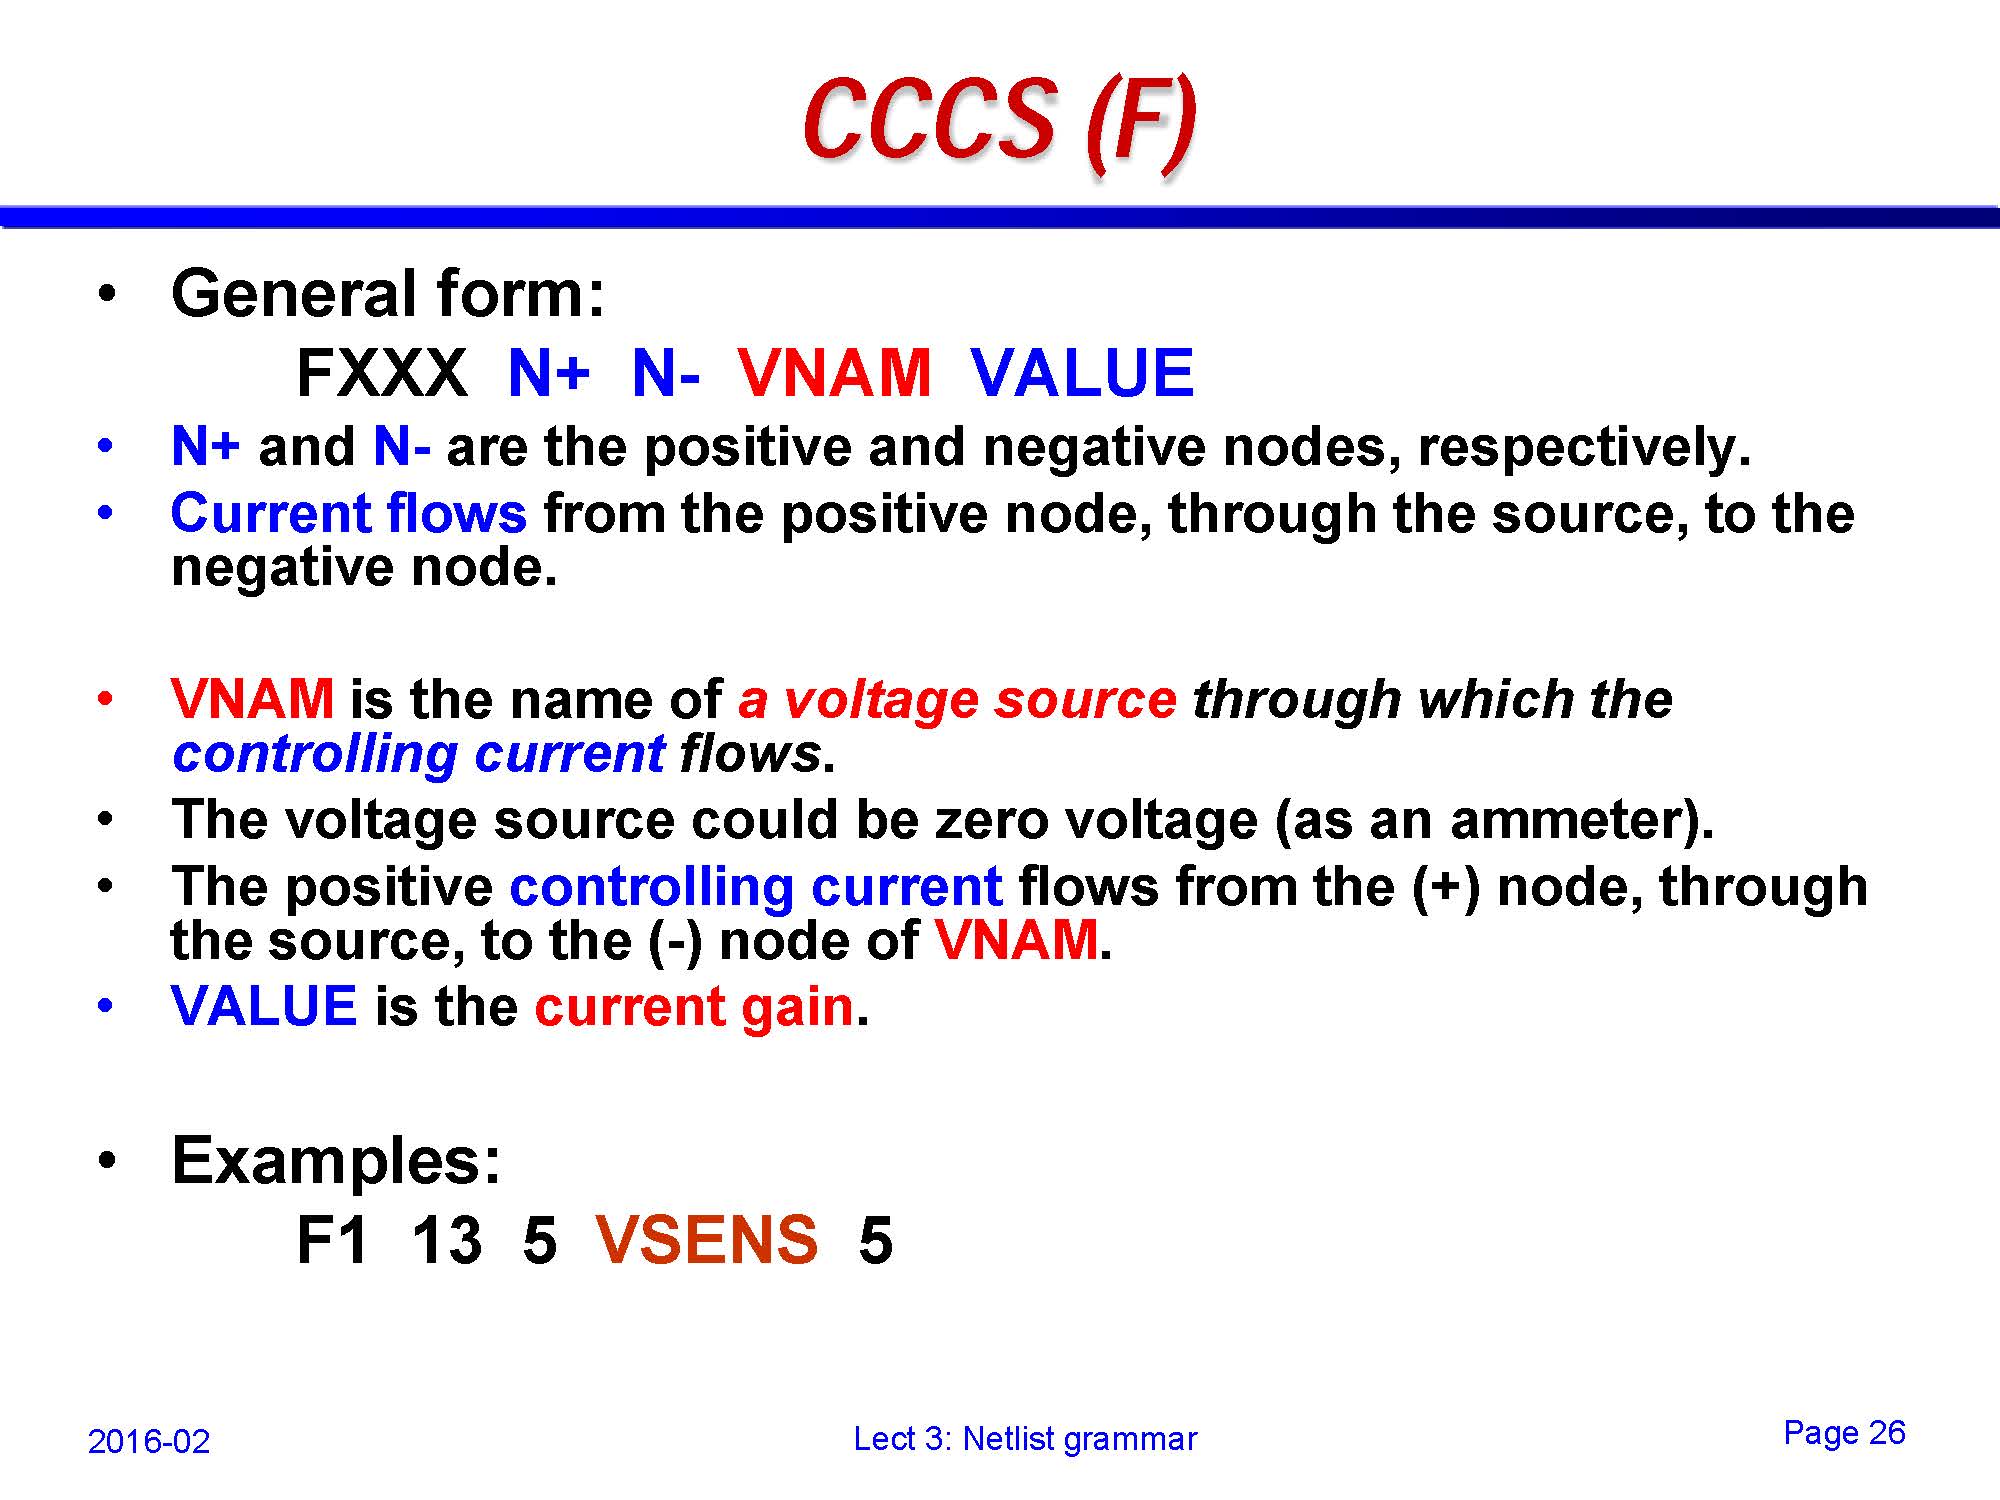 CCCS (F)
• General form:
FXXX N+ N- VNAM VALUE
• N+ and N- are the positive and negative nodes, respectively.
• Current flows from the positive node, through the source, to the
negative node.
• VNAM is the name of a voltage source through which the
controlling current flows.
• The voltage source could be zero voltage (as an ammeter).
• The positive controlling current flows from the (+) node, through
the source, to the (-) node of VNAM.
• VALUE is the current gain.
• Examples:
F1 13 5 VSENS 5
2016-02
Lect 3: Netlist grammar
Page 26